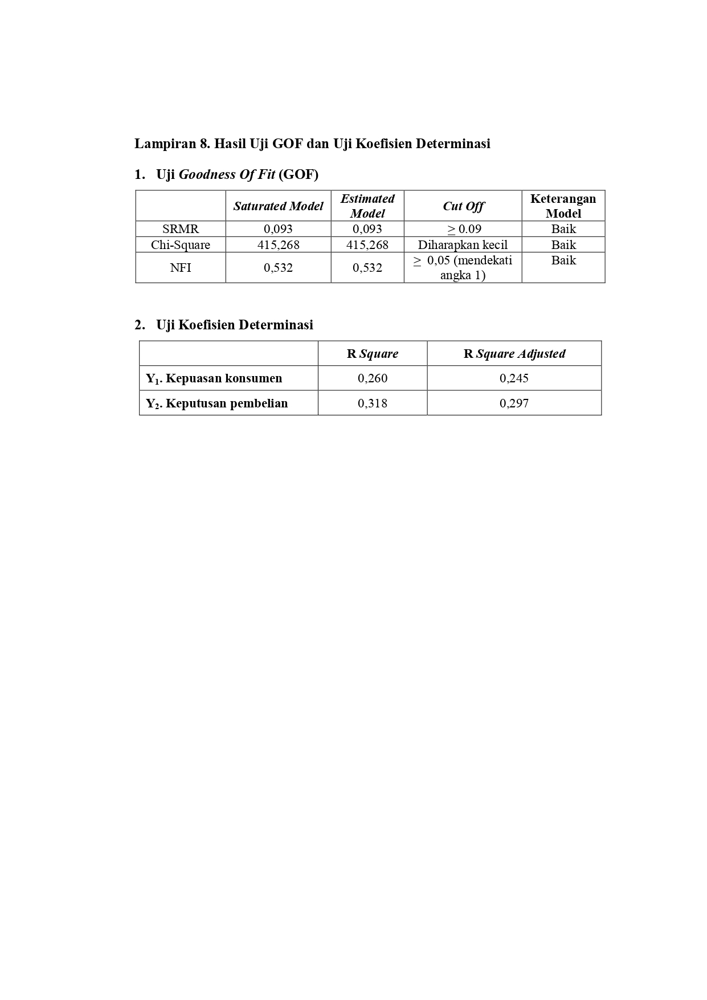 Lampiran 8. Hasil Uji GOF dan Uji Koefisien Determinasi
1. Uji Goodness Of Fit (GOF)
Saturated Model Estimated Model Cut Off Keterangan Model
SRMR 0,093 0,093 ≥ 0.09 Baik
Chi-Square 415,268 415,268 Diharapkan kecil Baik
NFI 0,532 0,532 ≥ 0,05 (mendekati angka 1) Baik
2. Uji Koefisien Determinasi
R Square R Square Adjusted
Y₁. Kepuasan konsumen 0,260 0,245
Y₂. Keputusan pembelian 0,318 0,297